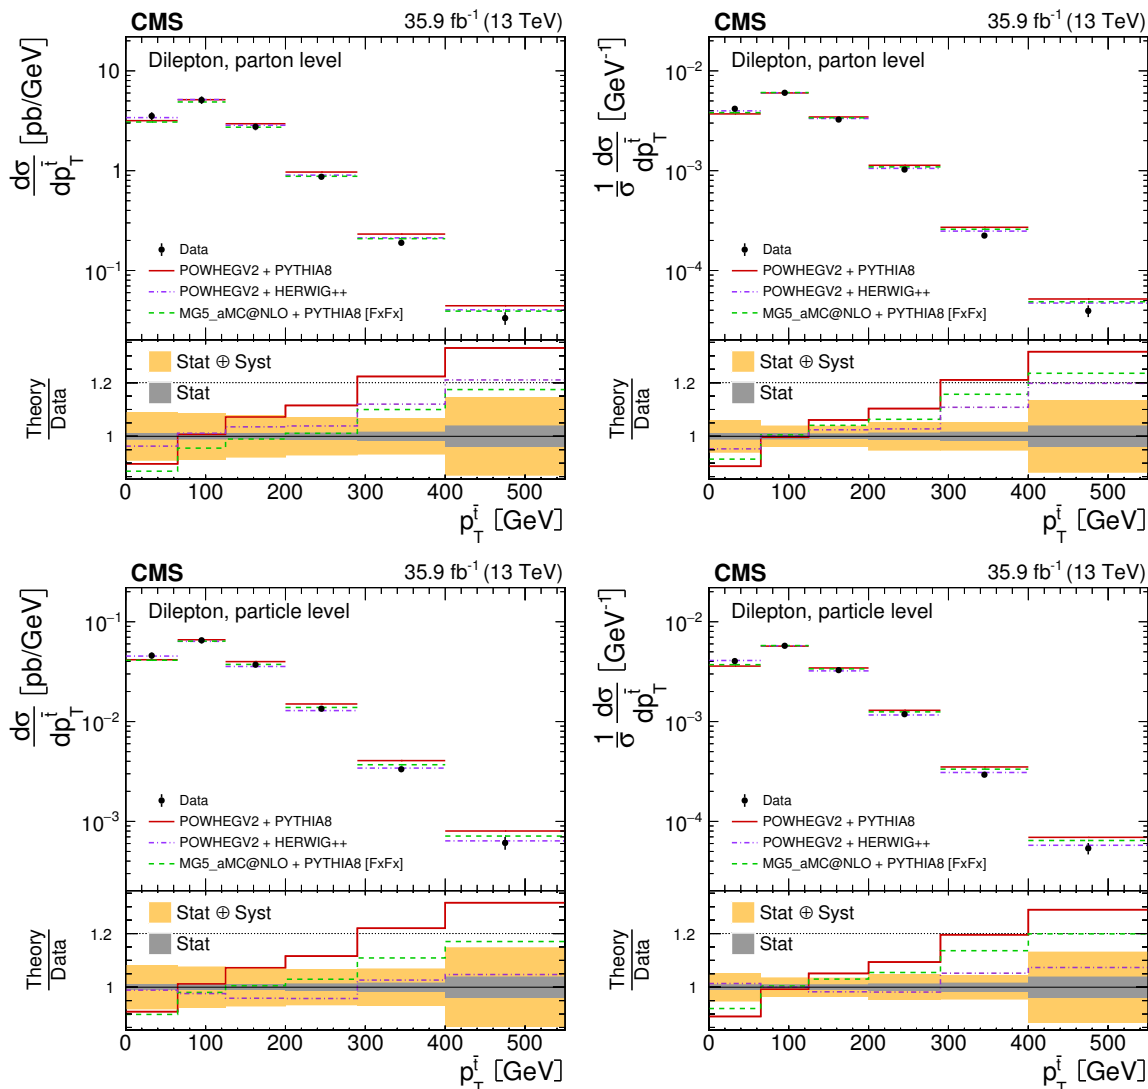 CMS 35.9 fb⁻¹ (13 TeV)
Dilepton, parton level
dσ/dp_T^t̄ [pb/GeV]
10
1
10⁻¹
Data
POWHEGV2 + PYTHIA8
POWHEGV2 + HERWIG++
MG5_aMC@NLO + PYTHIA8 [FxFx]
Stat ⊕ Syst
Stat
Theory/Data
1.2
1
0 100 200 300 400 500
p_T^t̄ [GeV]
CMS 35.9 fb⁻¹ (13 TeV)
Dilepton, parton level
1/σ dσ/dp_T^t̄ [GeV⁻¹]
10⁻²
10⁻³
10⁻⁴
Data
POWHEGV2 + PYTHIA8
POWHEGV2 + HERWIG++
MG5_aMC@NLO + PYTHIA8 [FxFx]
Stat ⊕ Syst
Stat
Theory/Data
1.2
1
0 100 200 300 400 500
p_T^t̄ [GeV]
CMS 35.9 fb⁻¹ (13 TeV)
Dilepton, particle level
dσ/dp_T^t̄ [pb/GeV]
10⁻¹
10⁻²
10⁻³
Data
POWHEGV2 + PYTHIA8
POWHEGV2 + HERWIG++
MG5_aMC@NLO + PYTHIA8 [FxFx]
Stat ⊕ Syst
Stat
Theory/Data
1.2
1
0 100 200 300 400 500
p_T^t̄ [GeV]
CMS 35.9 fb⁻¹ (13 TeV)
Dilepton, particle level
1/σ dσ/dp_T^t̄ [GeV⁻¹]
10⁻²
10⁻³
10⁻⁴
Data
POWHEGV2 + PYTHIA8
POWHEGV2 + HERWIG++
MG5_aMC@NLO + PYTHIA8 [FxFx]
Stat ⊕ Syst
Stat
Theory/Data
1.2
1
0 100 200 300 400 500
p_T^t̄ [GeV]